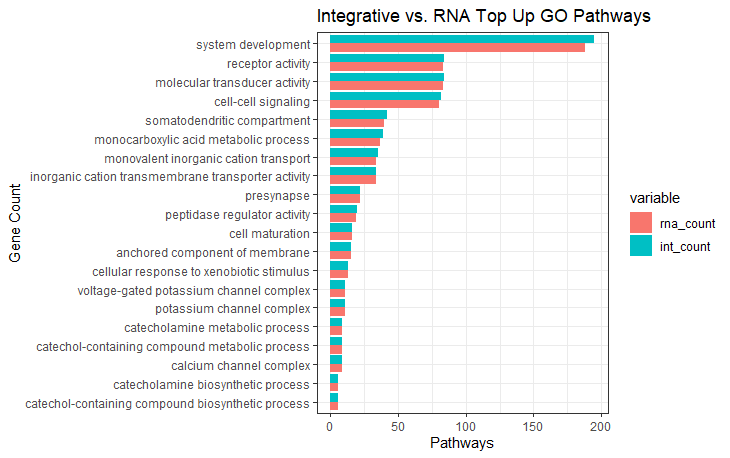 Integrative vs. RNA Top Up GO Pathways
Gene Count
system development
receptor activity
molecular transducer activity
cell-cell signaling
somatodendritic compartment
monocarboxylic acid metabolic process
monovalent inorganic cation transport
inorganic cation transmembrane transporter activity
presynapse
peptidase regulator activity
cell maturation
anchored component of membrane
cellular response to xenobiotic stimulus
voltage-gated potassium channel complex
potassium channel complex
catecholamine metabolic process
catechol-containing compound metabolic process
calcium channel complex
catecholamine biosynthetic process
catechol-containing compound biosynthetic process
0 50 100 150 200
Pathways
variable
rna_count
int_count